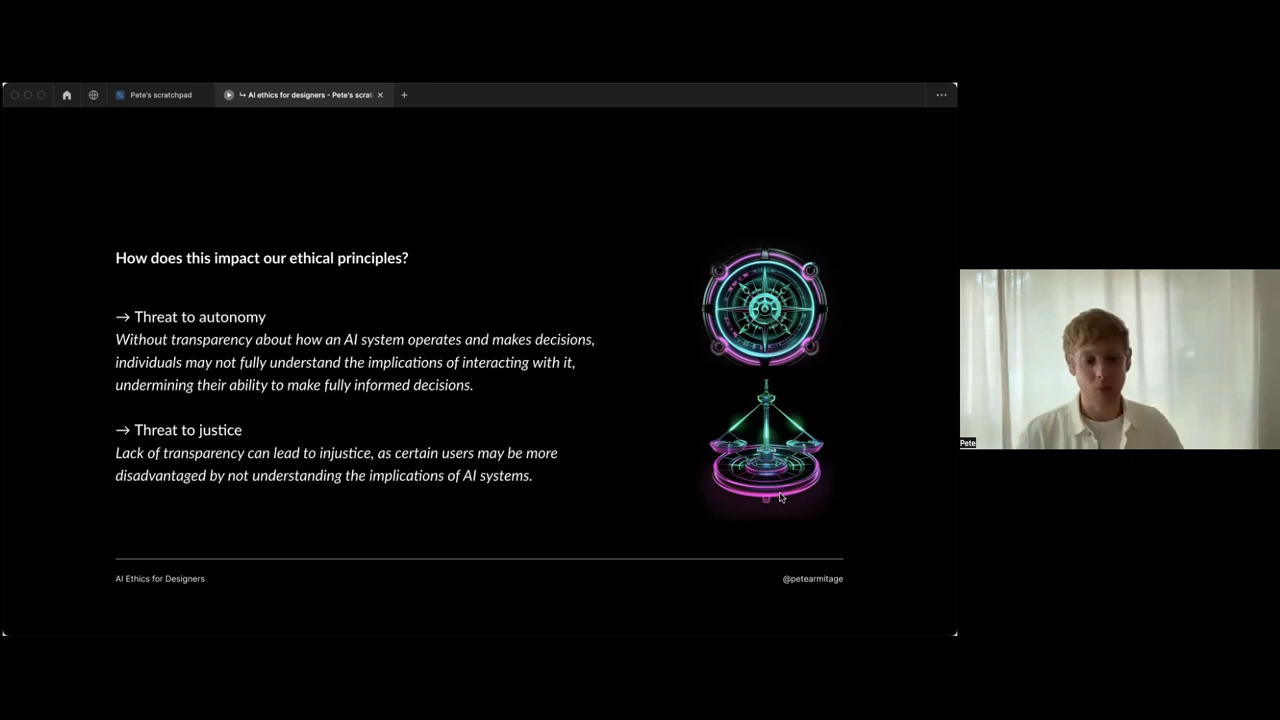 Pete's scratchpad
↳ AI ethics for designers - Pete's scrat
How does this impact our ethical principles?
→ Threat to autonomy
Without transparency about how an AI system operates and makes decisions,
individuals may not fully understand the implications of interacting with it,
undermining their ability to make fully informed decisions.
→ Threat to justice
Lack of transparency can lead to injustice, as certain users may be more
disadvantaged by not understanding the implications of AI systems.
AI Ethics for Designers
@petearmitage
Pete